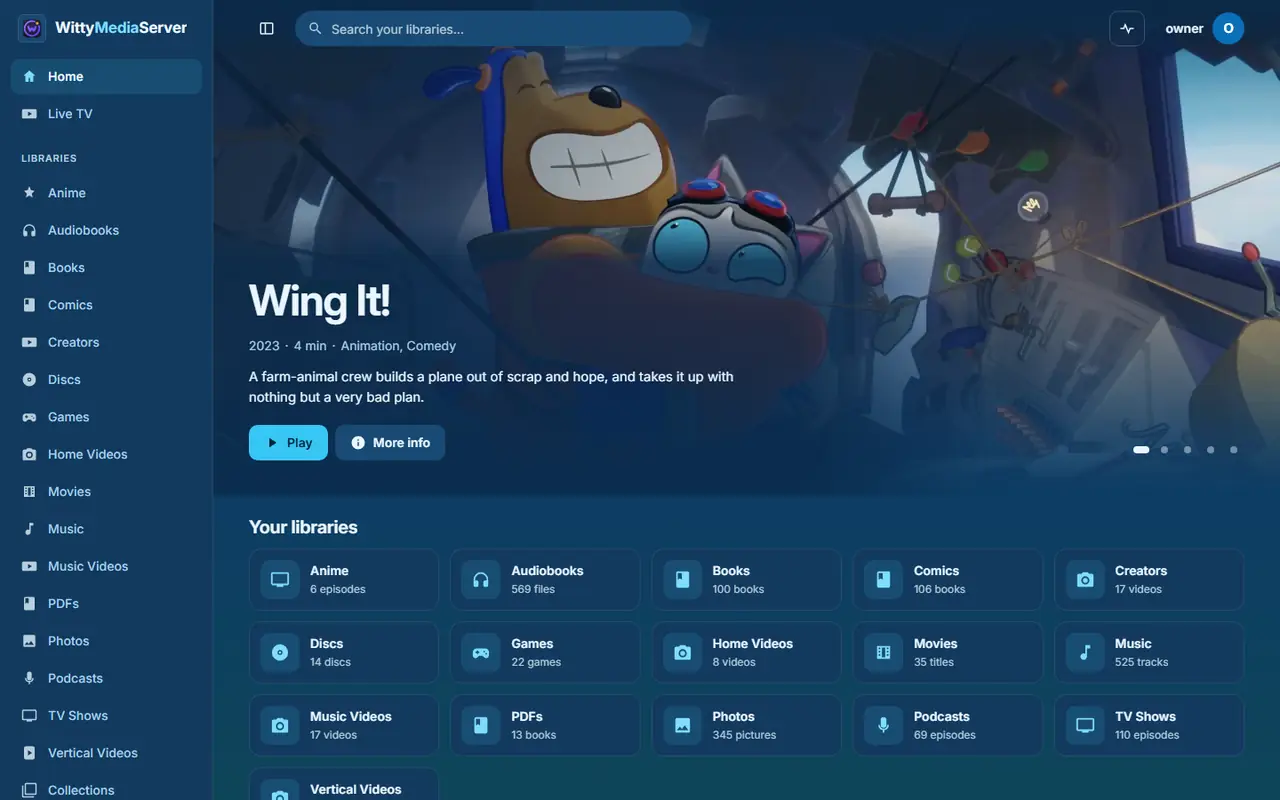 WittyMediaServer
Search your libraries...
owner
O
Home
Live TV
LIBRARIES
Anime
Audiobooks
Books
Comics
Creators
Discs
Games
Home Videos
Movies
Music
Music Videos
PDFs
Photos
Podcasts
TV Shows
Vertical Videos
Collections
Wing It!
2023 · 4 min · Animation, Comedy
A farm-animal crew builds a plane out of scrap and hope, and takes it up with
nothing but a very bad plan.
Play
More info
Your libraries
Anime
6 episodes
Audiobooks
569 files
Books
100 books
Comics
106 books
Creators
17 videos
Discs
14 discs
Games
22 games
Home Videos
8 videos
Movies
35 titles
Music
525 tracks
Music Videos
17 videos
PDFs
13 books
Photos
345 pictures
Podcasts
69 episodes
TV Shows
110 episodes
Vertical Videos